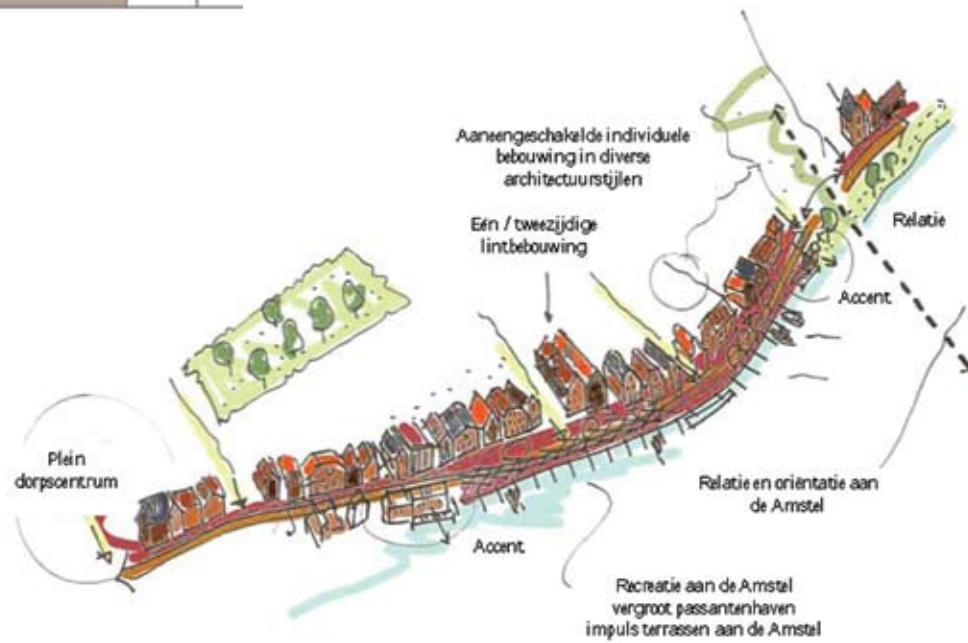 Aaneengeschakelde individuele
bebouwing in diverse
architectuurstijlen
Eén / tweezijdige
lintbebouwing
Relatie
Accent
Plein
dorpscentrum
Relatie en oriëntatie aan
de Amstel
Accent
Recreatie aan de Amstel
vergroot passantenhaven
impuls terrassen aan de Amstel